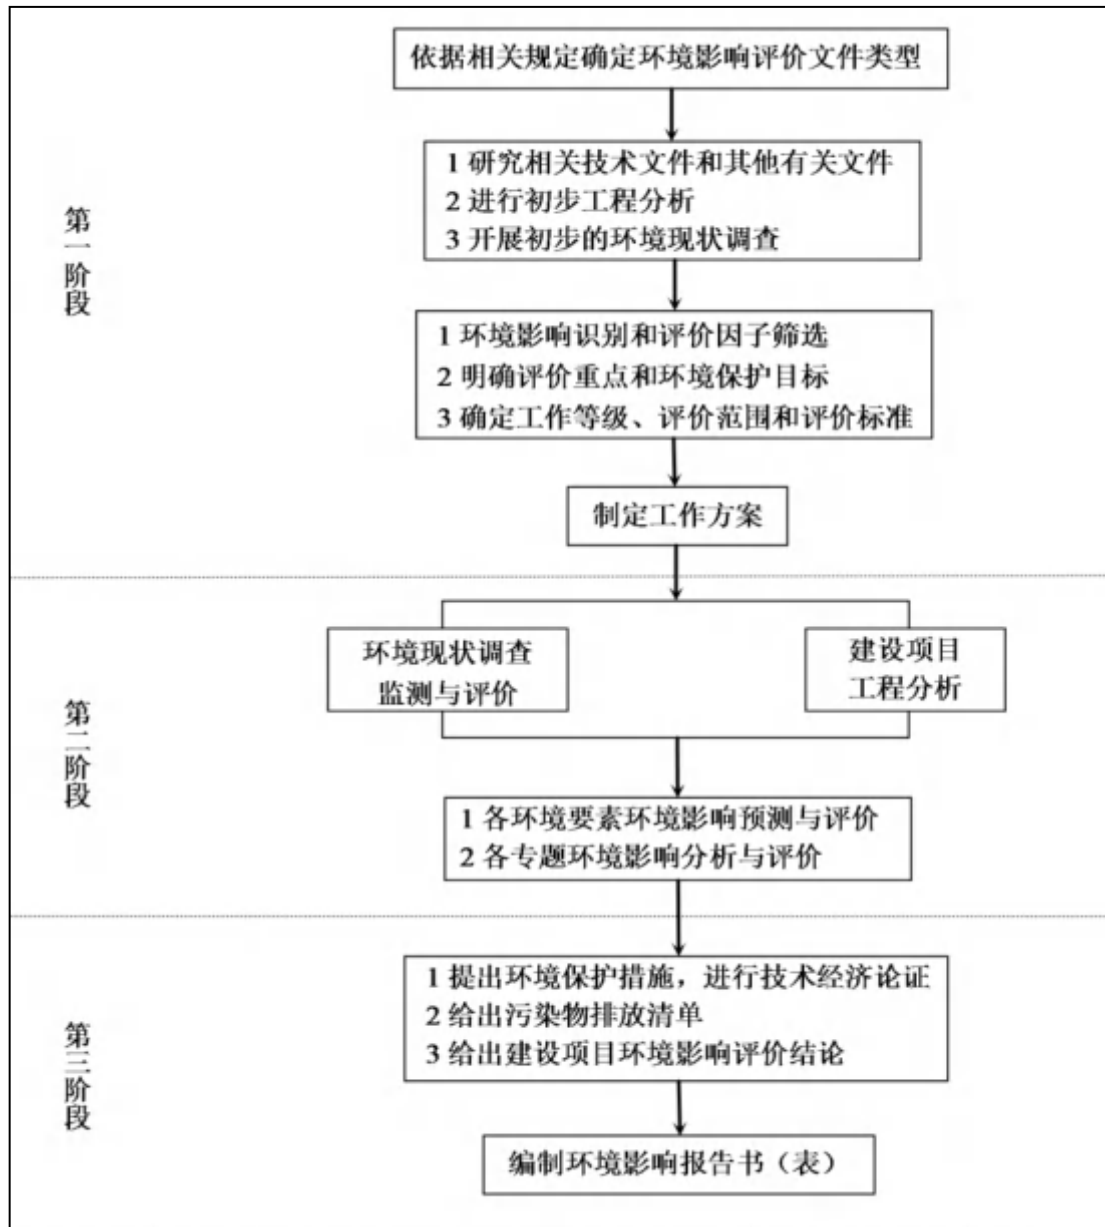 依据相关规定确定环境影响评价文件类型
第一阶段
1 研究相关技术文件和其他有关文件
2 进行初步工程分析
3 开展初步的环境现状调查
1 环境影响识别和评价因子筛选
2 明确评价重点和环境保护目标
3 确定工作等级、评价范围和评价标准
制定工作方案
第二阶段
环境现状调查
监测与评价
建设项目
工程分析
1 各环境要素环境影响预测与评价
2 各专题环境影响分析与评价
第三阶段
1 提出环境保护措施，进行技术经济论证
2 给出污染物排放清单
3 给出建设项目环境影响评价结论
编制环境影响报告书（表）